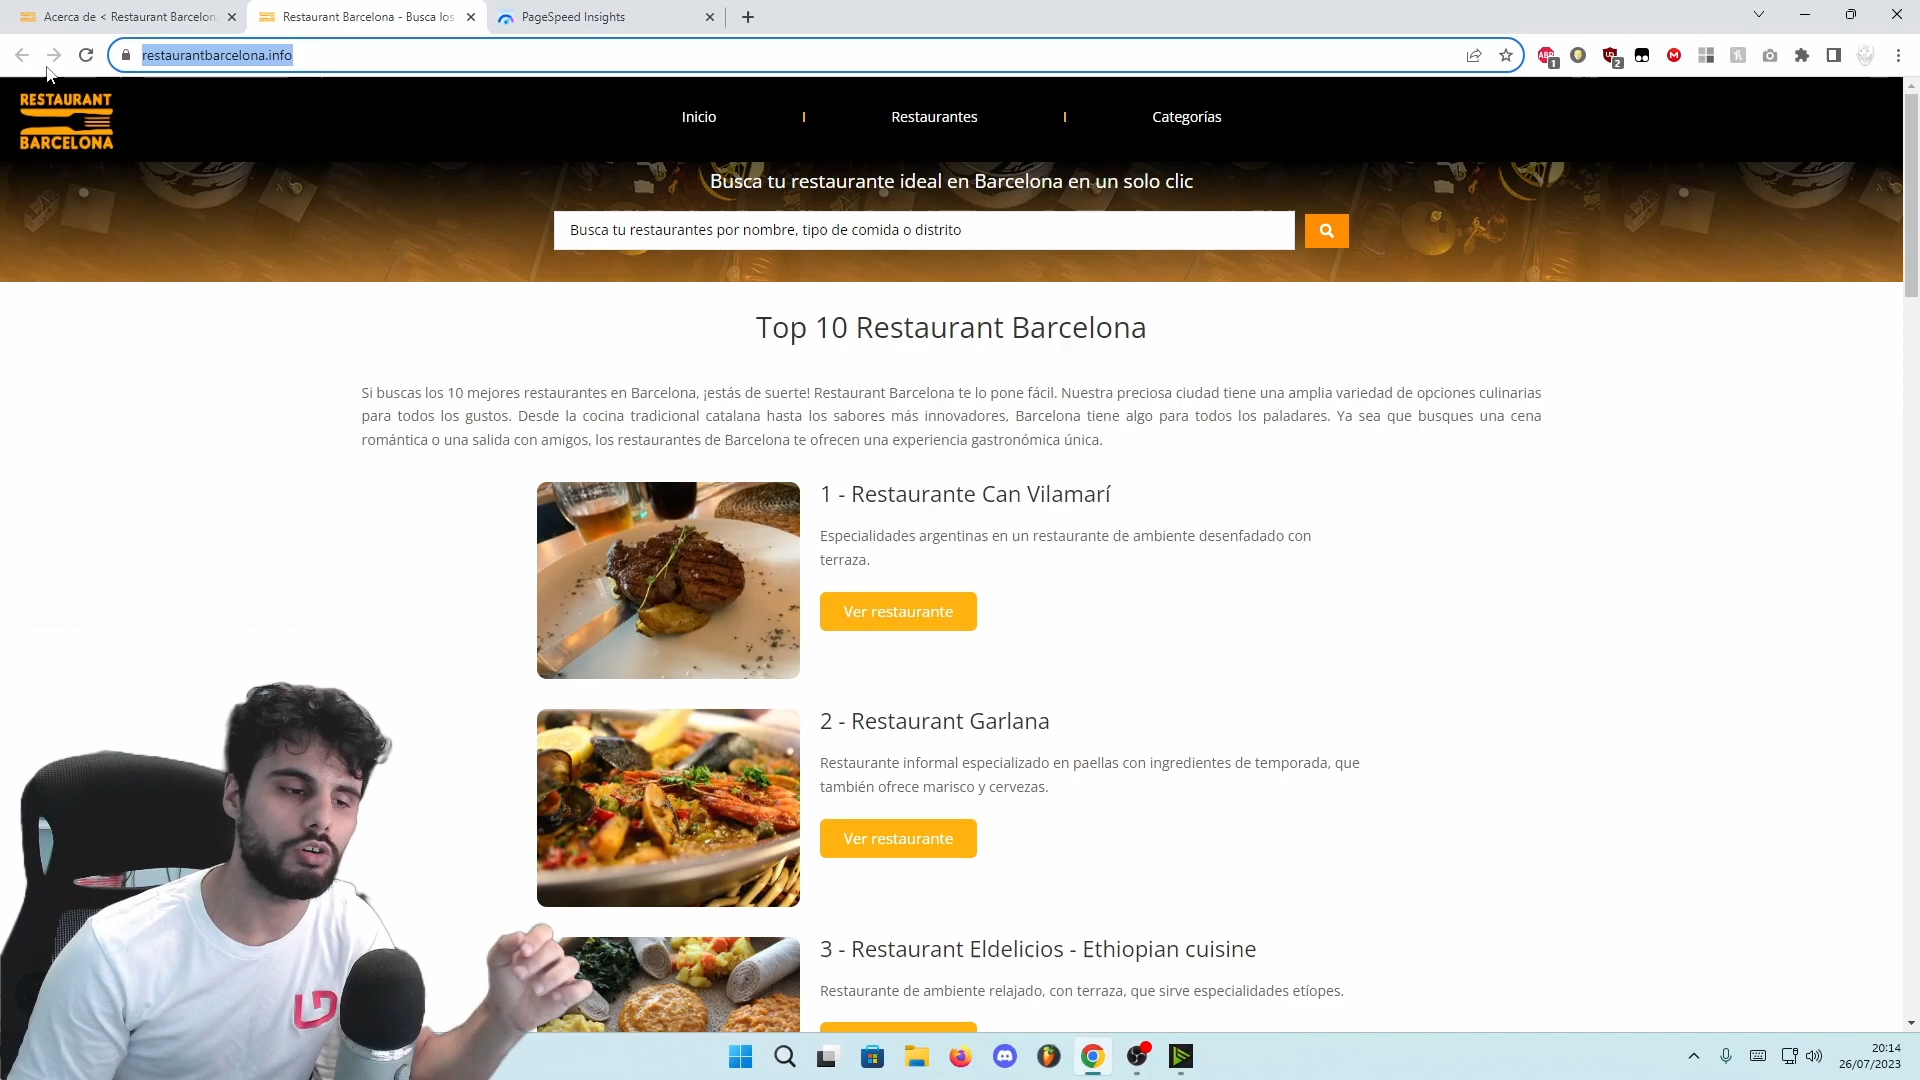 Acerca de < Restaurant Barcelon
Restaurant Barcelona - Busca los
PageSpeed Insights
restaurantbarcelona.info
ABP
1
2
RESTAURANT
BARCELONA
Inicio
Restaurantes
Categorías
Busca tu restaurante ideal en Barcelona en un solo clic
Busca tu restaurantes por nombre, tipo de comida o distrito
Top 10 Restaurant Barcelona
Si buscas los 10 mejores restaurantes en Barcelona, ¡estás de suerte! Restaurant Barcelona te lo pone fácil. Nuestra preciosa ciudad tiene una amplia variedad de opciones culinarias
para todos los gustos. Desde la cocina tradicional catalana hasta los sabores más innovadores, Barcelona tiene algo para todos los paladares. Ya sea que busques una cena
romántica o una salida con amigos, los restaurantes de Barcelona te ofrecen una experiencia gastronómica única.
1 - Restaurante Can Vilamarí
Especialidades argentinas en un restaurante de ambiente desenfadado con
terraza.
Ver restaurante
2 - Restaurant Garlana
Restaurante informal especializado en paellas con ingredientes de temporada, que
también ofrece marisco y cervezas.
Ver restaurante
3 - Restaurant Eldelicios - Ethiopian cuisine
Restaurante de ambiente relajado, con terraza, que sirve especialidades etíopes.
20:14
26/07/2023